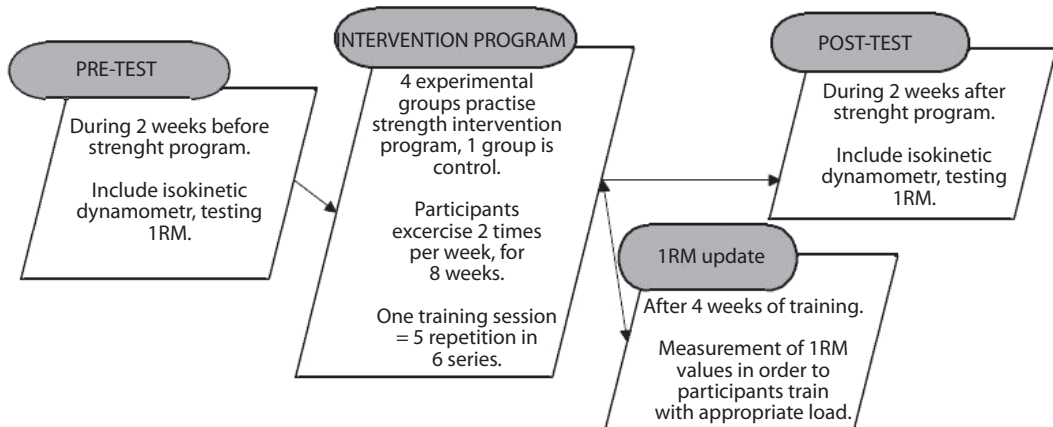 PRE-TEST
During 2 weeks before
strenght program.
Include isokinetic
dynamometr, testing
1RM.
INTERVENTION PROGRAM
4 experimental
groups practise
strength intervention
program, 1 group is
control.
Participants
excercise 2 times
per week, for
8 weeks.
One training session
= 5 repetition in
6 series.
POST-TEST
During 2 weeks after
strenght program.
Include isokinetic
dynamometr, testing
1RM.
1RM update
After 4 weeks of training.
Measurement of 1RM
values in order to
participants train
with appropriate load.